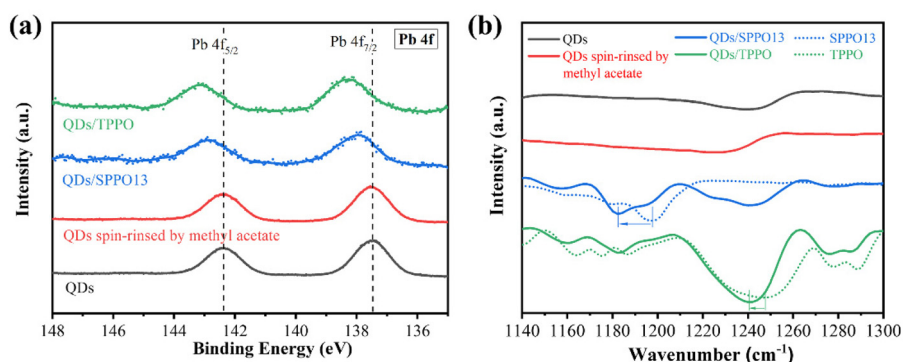 (a)
Pb 4f5/2
Pb 4f7/2
Pb 4f
QDs/TPPO
QDs/SPPO13
QDs spin-rinsed by methyl acetate
QDs
Intensity (a.u.)
148 146 144 142 140 138 136
Binding Energy (eV)
(b)
QDs
QDs/SPPO13
SPPO13
QDs spin-rinsed by
methyl acetate
QDs/TPPO
TPPO
Intensity (a.u.)
1140 1160 1180 1200 1220 1240 1260 1280 1300
Wavenumber (cm-1)